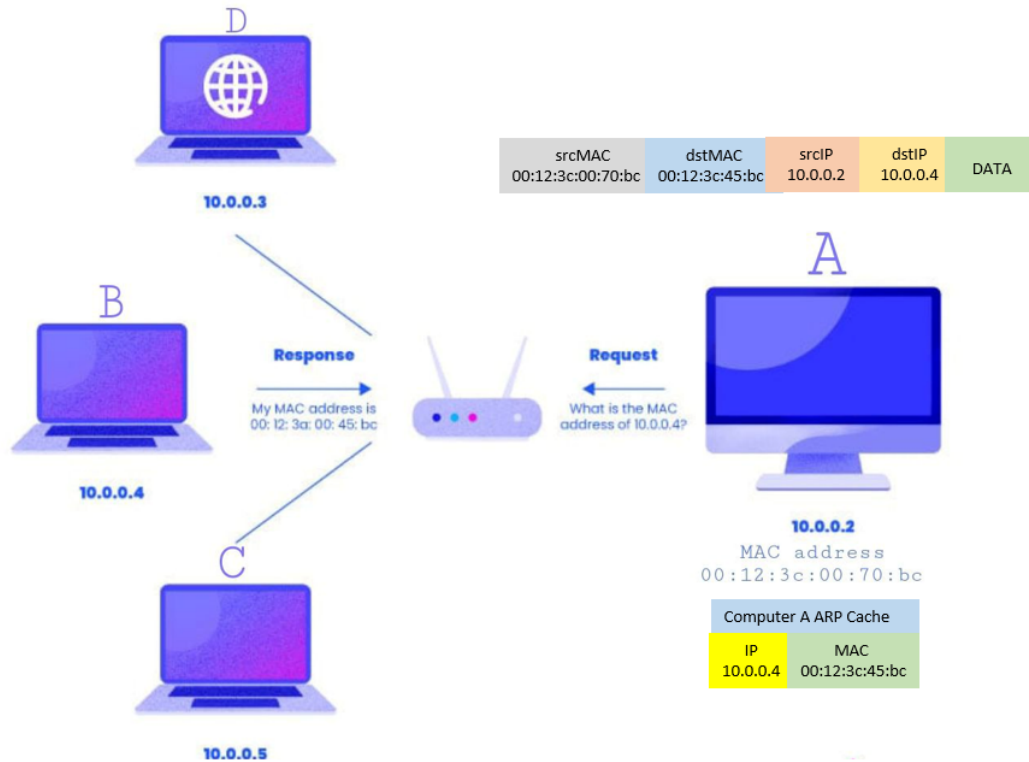 D
10.0.0.3
srcMAC
00:12:3c:00:70:bc
dstMAC
00:12:3c:45:bc
srcIP
10.0.0.2
dstIP
10.0.0.4
DATA
A
B
Response
My MAC address is
00: 12: 3a: 00: 45: bc
Request
What is the MAC
address of 10.0.0.4?
10.0.0.4
10.0.0.2
MAC address
00:12:3c:00:70:bc
C
10.0.0.5
Computer A ARP Cache
IP
10.0.0.4
MAC
00:12:3c:45:bc